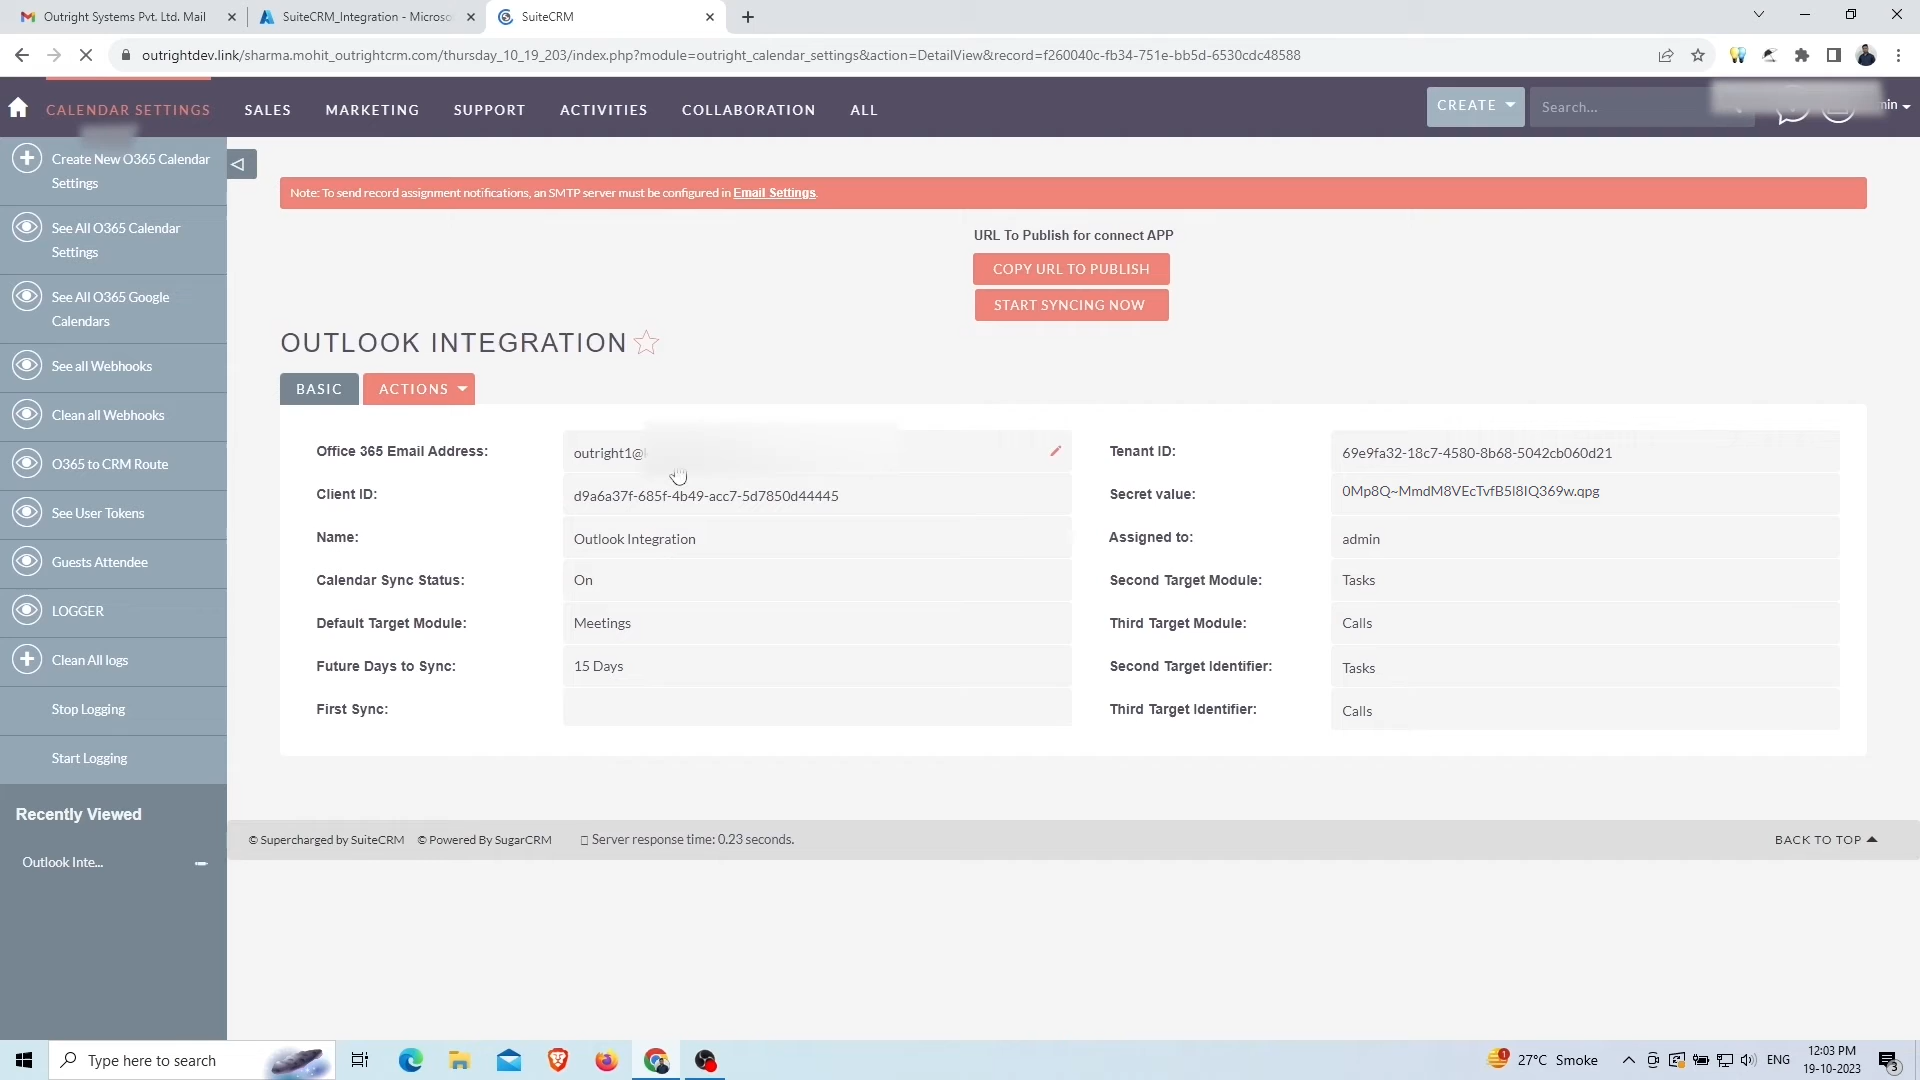 Outright Systems Pvt. Ltd. Mail
SuiteCRM_Integration - Microso
SuiteCRM
outrightdev.link/sharma.mohit_outrightcrm.com/thursday_10_19_203/index.php?module=outright_calendar_settings&action=DetailView&record=f260040c-fb34-751e-bb5d-6530cdc48588
CALENDAR SETTINGS SALES MARKETING SUPPORT ACTIVITIES COLLABORATION ALL
CREATE
Search...
Create New O365 Calendar
Settings
See All O365 Calendar
Settings
See All O365 Google
Calendars
See all Webhooks
Clean all Webhooks
O365 to CRM Route
See User Tokens
Guests Attendee
LOGGER
Clean All logs
Stop Logging
Start Logging
Recently Viewed
Outlook Inte...
Note: To send record assignment notifications, an SMTP server must be configured in Email Settings.
URL To Publish for connect APP
COPY URL TO PUBLISH
START SYNCING NOW
OUTLOOK INTEGRATION
BASIC ACTIONS
Office 365 Email Address: outright1@
Tenant ID: 69e9fa32-18c7-4580-8b68-5042cb060d21
Client ID: d9a6a37f-685f-4b49-acc7-5d7850d44445
Secret value: 0Mp8Q~MmdM8VEcTvfB5l8IQ369w.qpg
Name: Outlook Integration
Assigned to: admin
Calendar Sync Status: On
Second Target Module: Tasks
Default Target Module: Meetings
Third Target Module: Calls
Future Days to Sync: 15 Days
Second Target Identifier: Tasks
First Sync:
Third Target Identifier: Calls
© Supercharged by SuiteCRM © Powered By SugarCRM Server response time: 0.23 seconds.
BACK TO TOP
Type here to search
27°C Smoke
ENG
12:03 PM
19-10-2023
3